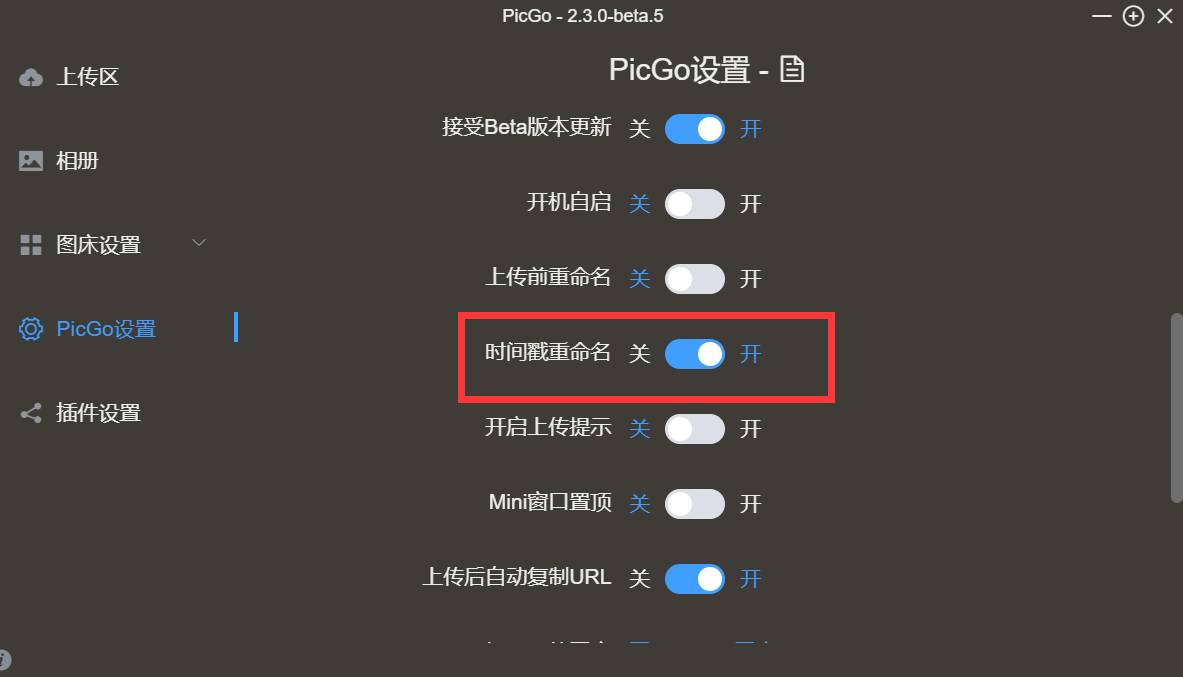 PicGo - 2.3.0-beta.5
上传区
相册
图床设置
PicGo设置
插件设置
PicGo设置 -
接受Beta版本更新 关 开
开机自启 关 开
上传前重命名 关 开
时间戳重命名 关 开
开启上传提示 关 开
Mini窗口置顶 关 开
上传后自动复制URL 关 开